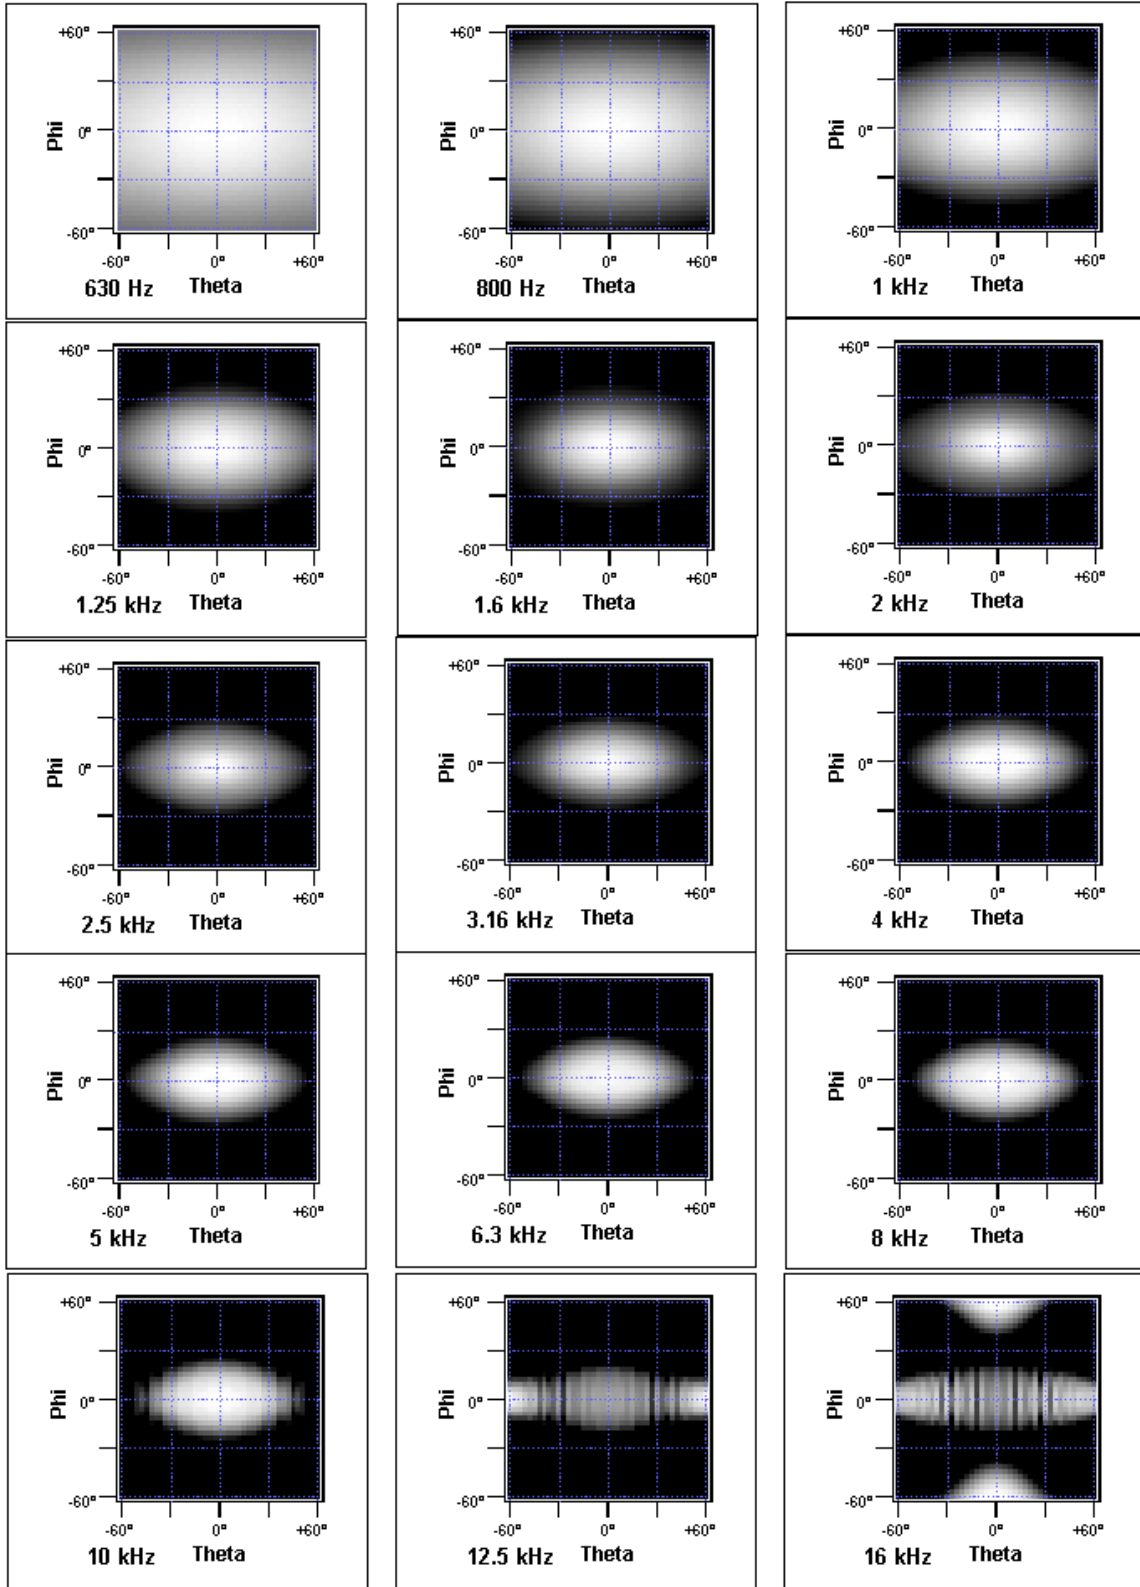 +60°
Phi
0°
-60°
-60° 0° +60°
630 Hz Theta
+60°
Phi
0°
-60°
-60° 0° +60°
800 Hz Theta
+60°
Phi
0°
-60°
-60° 0° +60°
1 kHz Theta
+60°
Phi
0°
-60°
-60° 0° +60°
1.25 kHz Theta
+60°
Phi
0°
-60°
-60° 0° +60°
1.6 kHz Theta
+60°
Phi
0°
-60°
-60° 0° +60°
2 kHz Theta
+60°
Phi
0°
-60°
-60° 0° +60°
2.5 kHz Theta
+60°
Phi
0°
-60°
-60° 0° +60°
3.16 kHz Theta
+60°
Phi
0°
-60°
-60° 0° +60°
4 kHz Theta
+60°
Phi
0°
-60°
-60° 0° +60°
5 kHz Theta
+60°
Phi
0°
-60°
-60° 0° +60°
6.3 kHz Theta
+60°
Phi
0°
-60°
-60° 0° +60°
8 kHz Theta
+60°
Phi
0°
-60°
-60° 0° +60°
10 kHz Theta
+60°
Phi
0°
-60°
-60° 0° +60°
12.5 kHz Theta
+60°
Phi
0°
-60°
-60° 0° +60°
16 kHz Theta